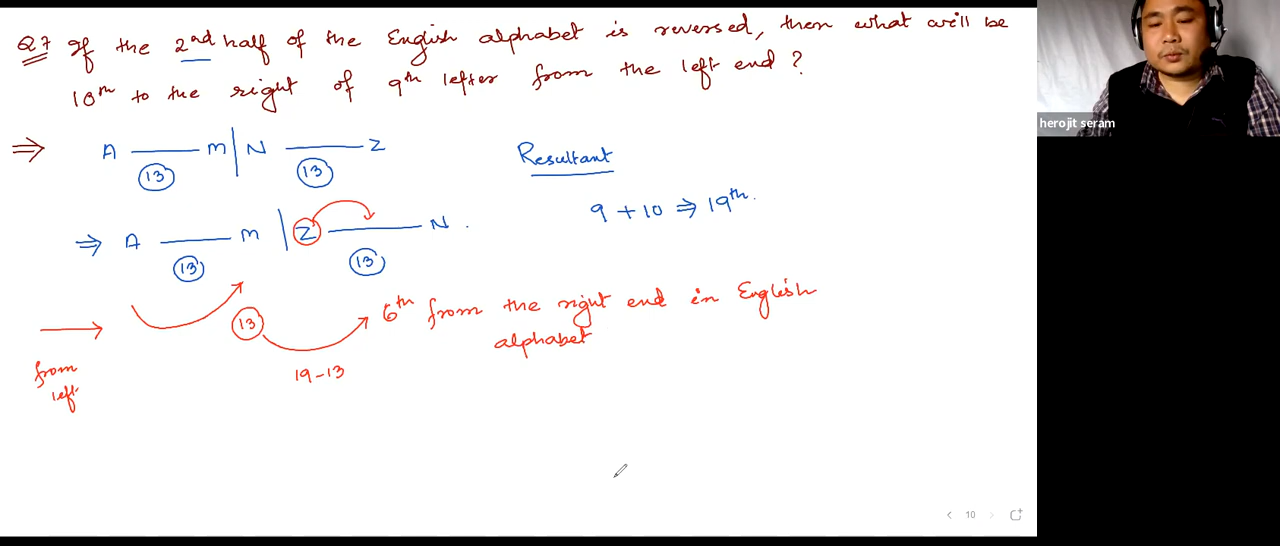 Q7 If the 2nd half of the English alphabet is reversed, then what will be
10th to the right of 9th letter from the left end ?
⇒ A —— M | N —— Z
13 13
Resultant
9 + 10 ⇒ 19th.
⇒ A —— M | Z —— N .
13 13
13
6th from the right end in English
alphabet
19-13
from
left
herojit seram
10